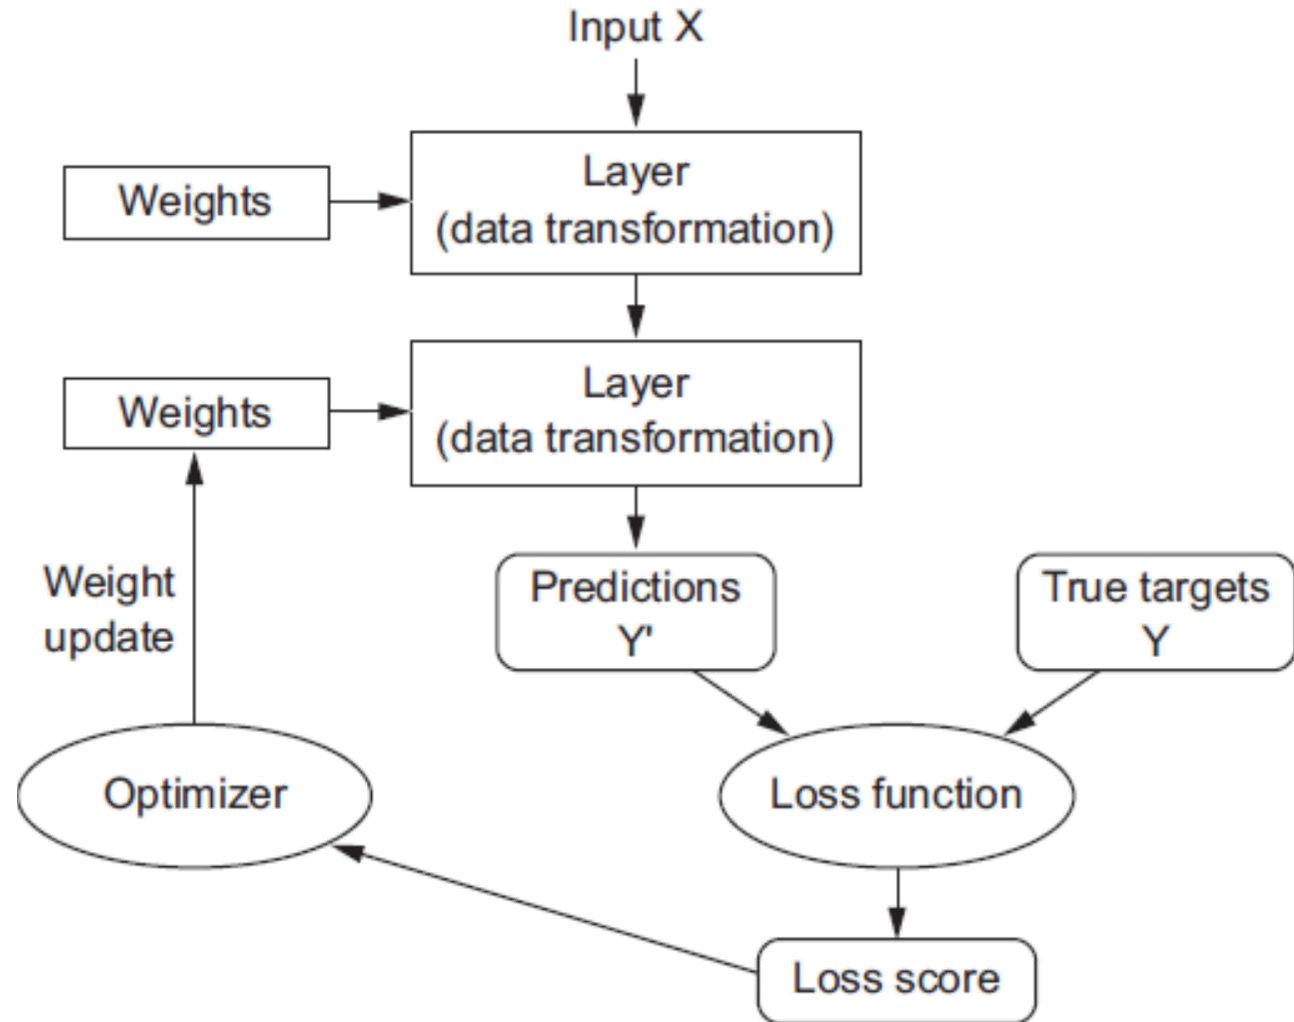 Input X
Weights
Layer
(data transformation)
Weights
Layer
(data transformation)
Weight
update
Predictions
Y'
True targets
Y
Optimizer
Loss function
Loss score